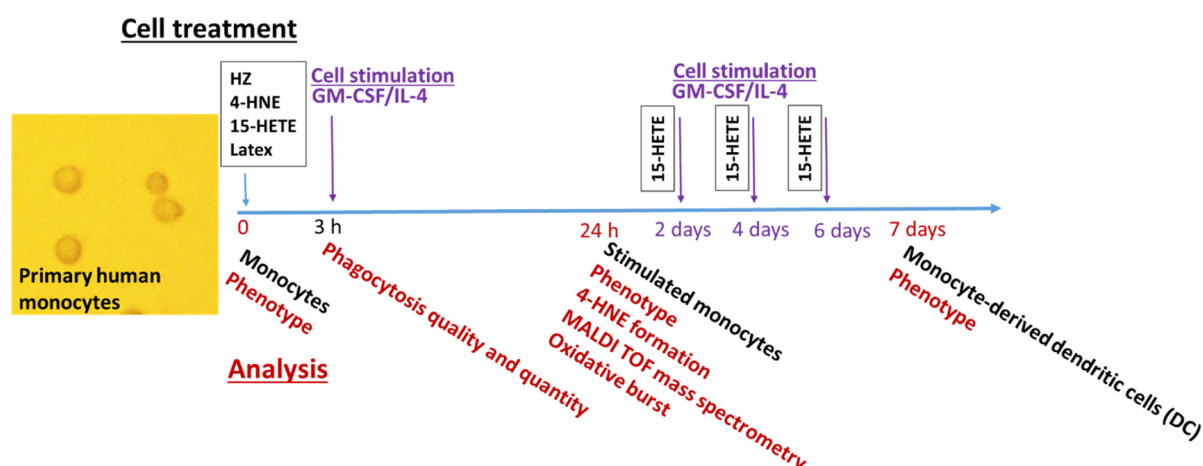 Cell treatment
HZ
4-HNE
15-HETE
Latex
Cell stimulation
GM-CSF/IL-4
Cell stimulation
GM-CSF/IL-4
15-HETE
15-HETE
15-HETE
Primary human
monocytes
0
3 h
24 h
2 days
4 days
6 days
7 days
Monocytes
Phenotype
Phagocytosis quality and quantity
Stimulated monocytes
Phenotype
4-HNE formation
MALDI TOF mass spectrometry
Oxidative burst
Monocyte-derived dendritic cells (DC)
Phenotype
Analysis